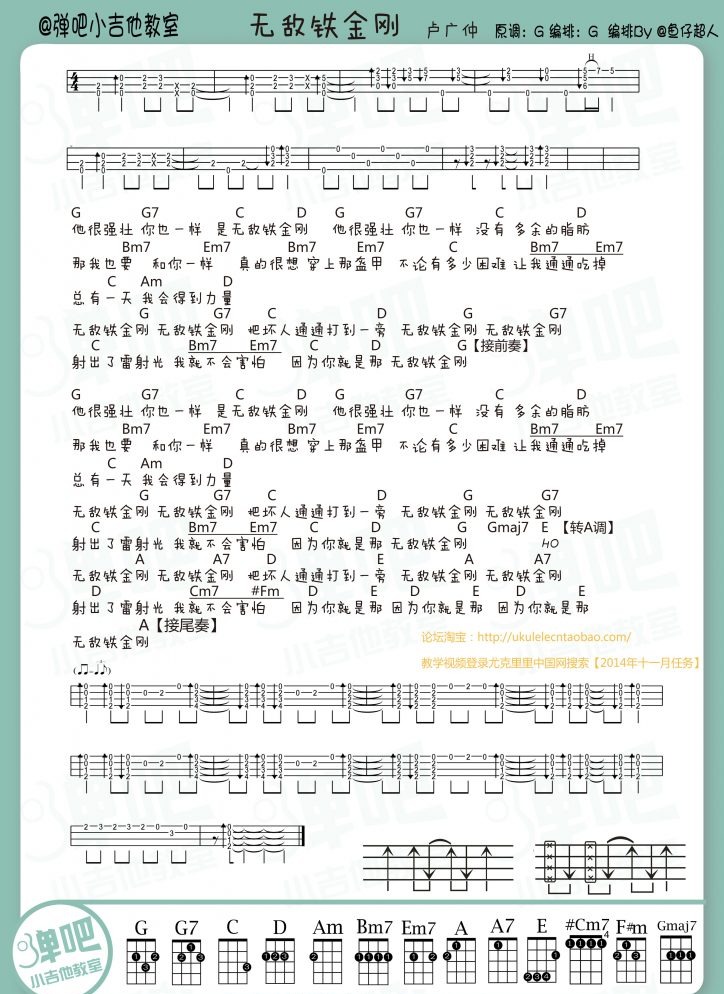 @弹吧小吉他教室
无敌铁金刚
卢广仲
原调：G 编排：G 编排By @鱼仔超人
G G7 C D G G7 C D
他很强壮 你也一样 是无敌铁金刚 他很强壮 你也一样 没有 多余的脂肪
Bm7 Em7 Bm7 Em7 C Bm7 Em7
那我也要 和你一样 真的很想 穿上那盔甲 不论有多少困难 让我通通吃掉
C Am D
总有一天 我会得到力量
G G7 C D G G7
无敌铁金刚 无敌铁金刚 把坏人通通打到一旁 无敌铁金刚 无敌铁金刚
C Bm7 Em7 C D G【接前奏】
射出了雷射光 我就不会害怕 因为你就是那 无敌铁金刚
G G7 C D G G7 C D
他很强壮 你也一样 是无敌铁金刚 他很强壮 你也一样 没有 多余的脂肪
Bm7 Em7 Bm7 Em7 C Bm7 Em7
那我也要 和你一样 真的很想 穿上那盔甲 不论有多少困难 让我通通吃掉
C Am D
总有一天 我会得到力量
G G7 C D G G7
无敌铁金刚 无敌铁金刚 把坏人通通打到一旁 无敌铁金刚 无敌铁金刚
C Bm7 Em7 C D G Gmaj7 E 【转A调】
射出了雷射光 我就不会害怕 因为你就是那 无敌铁金刚 HO
A A7 D E A A7
无敌铁金刚 无敌铁金刚 把坏人通通打到一旁 无敌铁金刚 无敌铁金刚
D Cm7 #Fm D E D E D E
射出了雷射光 我就不会害怕 因为你就是那 因为你就是那 因为你就是那
A【接尾奏】
无敌铁金刚
论坛淘宝：http://ukulelecntaobao.com/
教学视频登录尤克里里中国网搜索【2014年十一月任务】
弹吧
小吉他教室
G G7 C D Am Bm7 Em7 A A7 E #Cm7 F#m Gmaj7